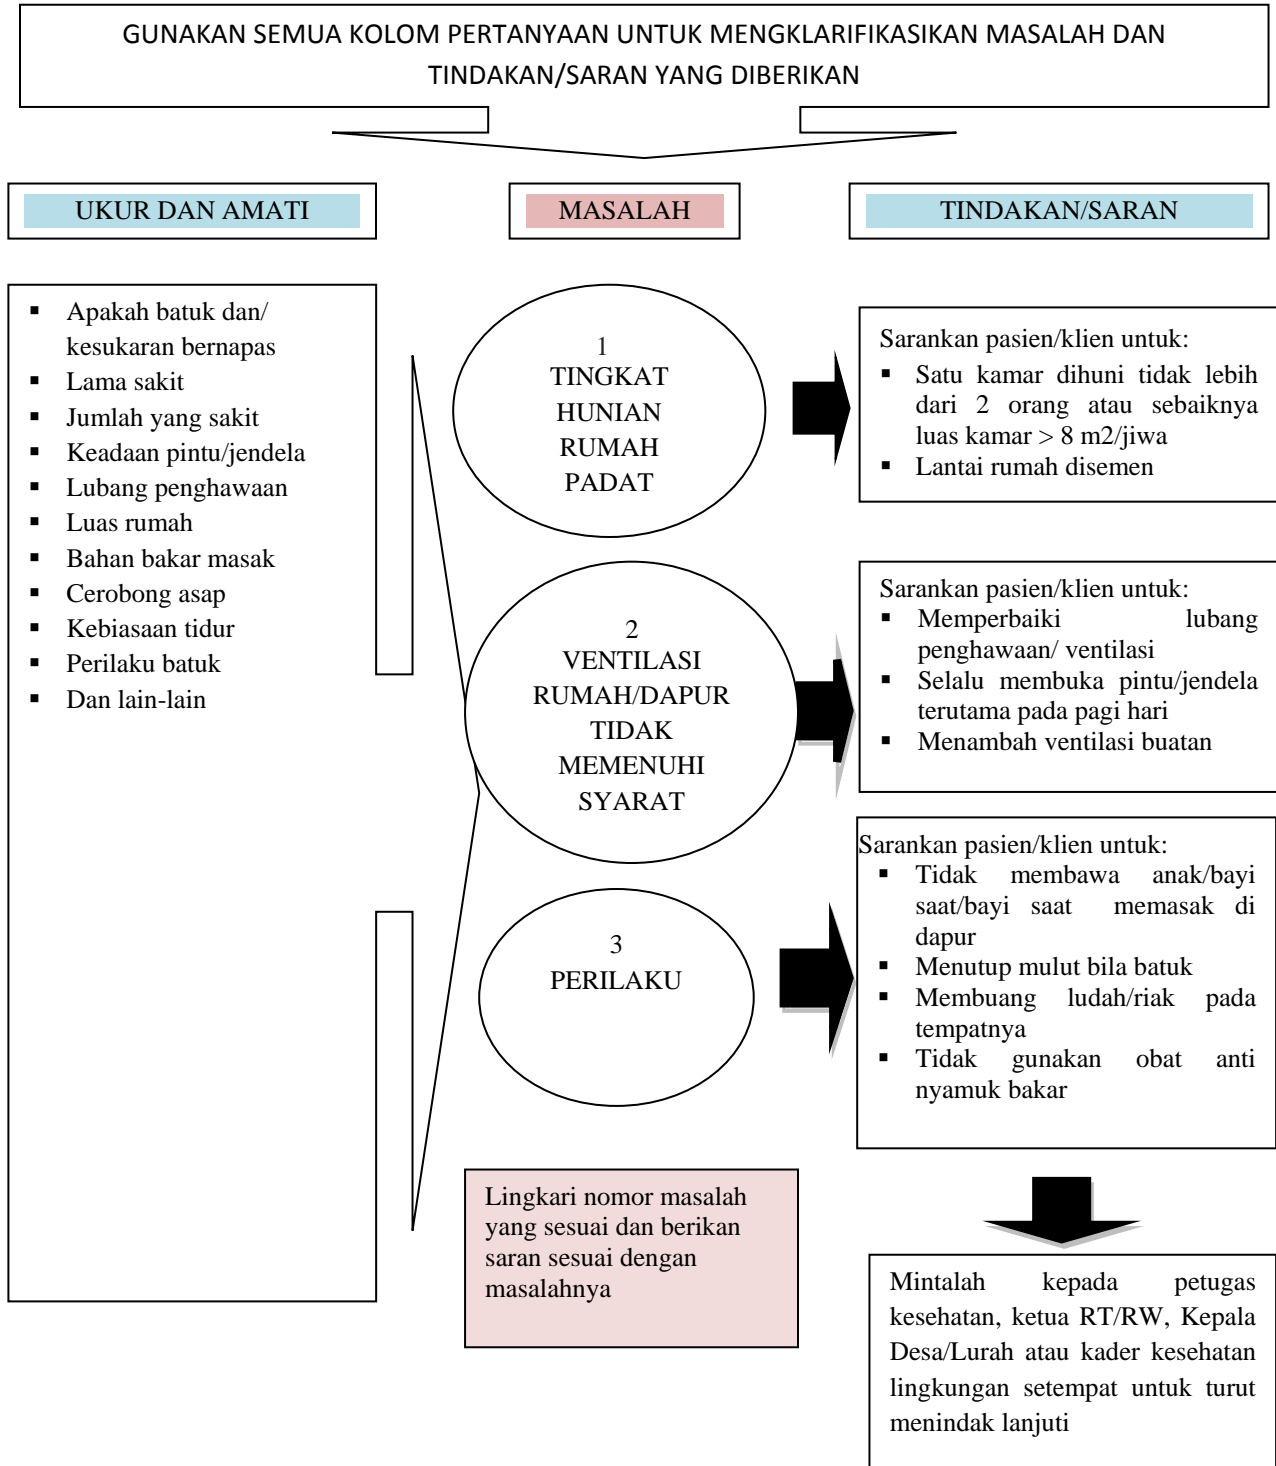 GUNAKAN SEMUA KOLOM PERTANYAAN UNTUK MENGKLARIFIKASIKAN MASALAH DAN
TINDAKAN/SARAN YANG DIBERIKAN
UKUR DAN AMATI
MASALAH
TINDAKAN/SARAN
▪ Apakah batuk dan/
kesukaran bernapas
▪ Lama sakit
▪ Jumlah yang sakit
▪ Keadaan pintu/jendela
▪ Lubang penghawaan
▪ Luas rumah
▪ Bahan bakar masak
▪ Cerobong asap
▪ Kebiasaan tidur
▪ Perilaku batuk
▪ Dan lain-lain
1
TINGKAT
HUNIAN
RUMAH
PADAT
Sarankan pasien/klien untuk:
▪ Satu kamar dihuni tidak lebih
dari 2 orang atau sebaiknya
luas kamar > 8 m2/jiwa
▪ Lantai rumah disemen
2
VENTILASI
RUMAH/DAPUR
TIDAK
MEMENUHI
SYARAT
Sarankan pasien/klien untuk:
▪ Memperbaiki lubang
penghawaan/ ventilasi
▪ Selalu membuka pintu/jendela
terutama pada pagi hari
▪ Menambah ventilasi buatan
3
PERILAKU
Sarankan pasien/klien untuk:
▪ Tidak membawa anak/bayi
saat/bayi saat memasak di
dapur
▪ Menutup mulut bila batuk
▪ Membuang ludah/riak pada
tempatnya
▪ Tidak gunakan obat anti
nyamuk bakar
Lingkari nomor masalah
yang sesuai dan berikan
saran sesuai dengan
masalahnya
Mintalah kepada petugas
kesehatan, ketua RT/RW, Kepala
Desa/Lurah atau kader kesehatan
lingkungan setempat untuk turut
menindak lanjuti